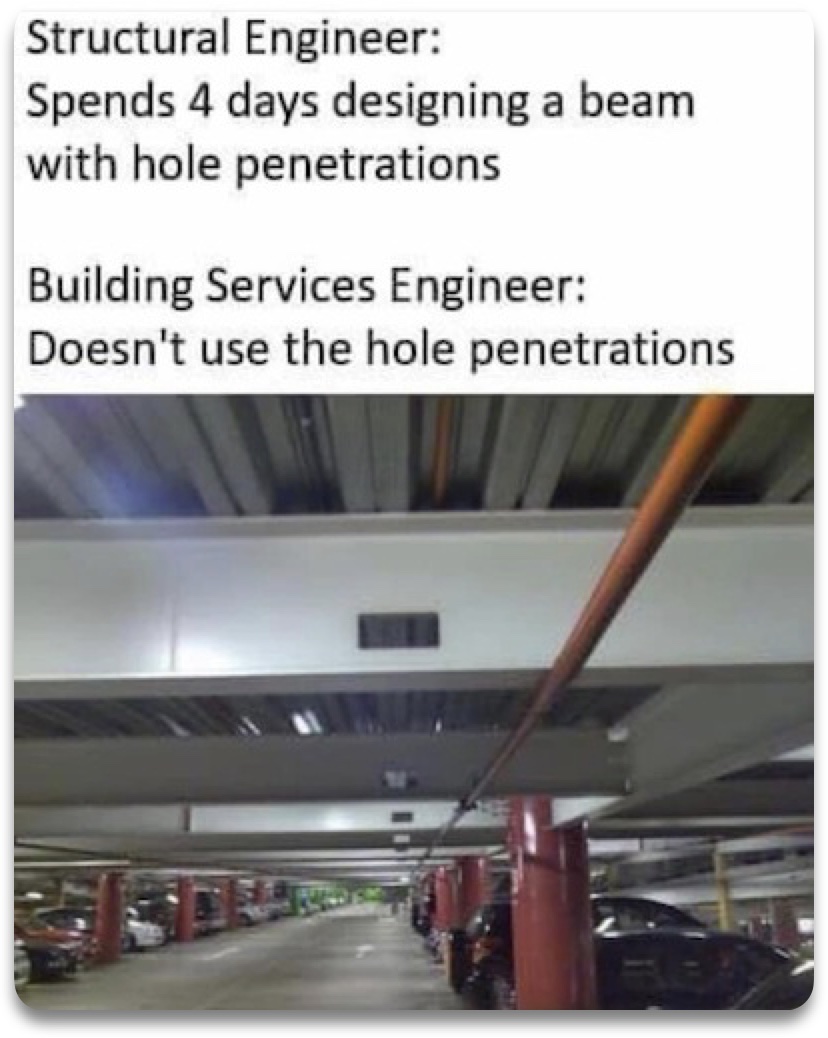 Structural Engineer:
Spends 4 days designing a beam
with hole penetrations
Building Services Engineer:
Doesn't use the hole penetrations